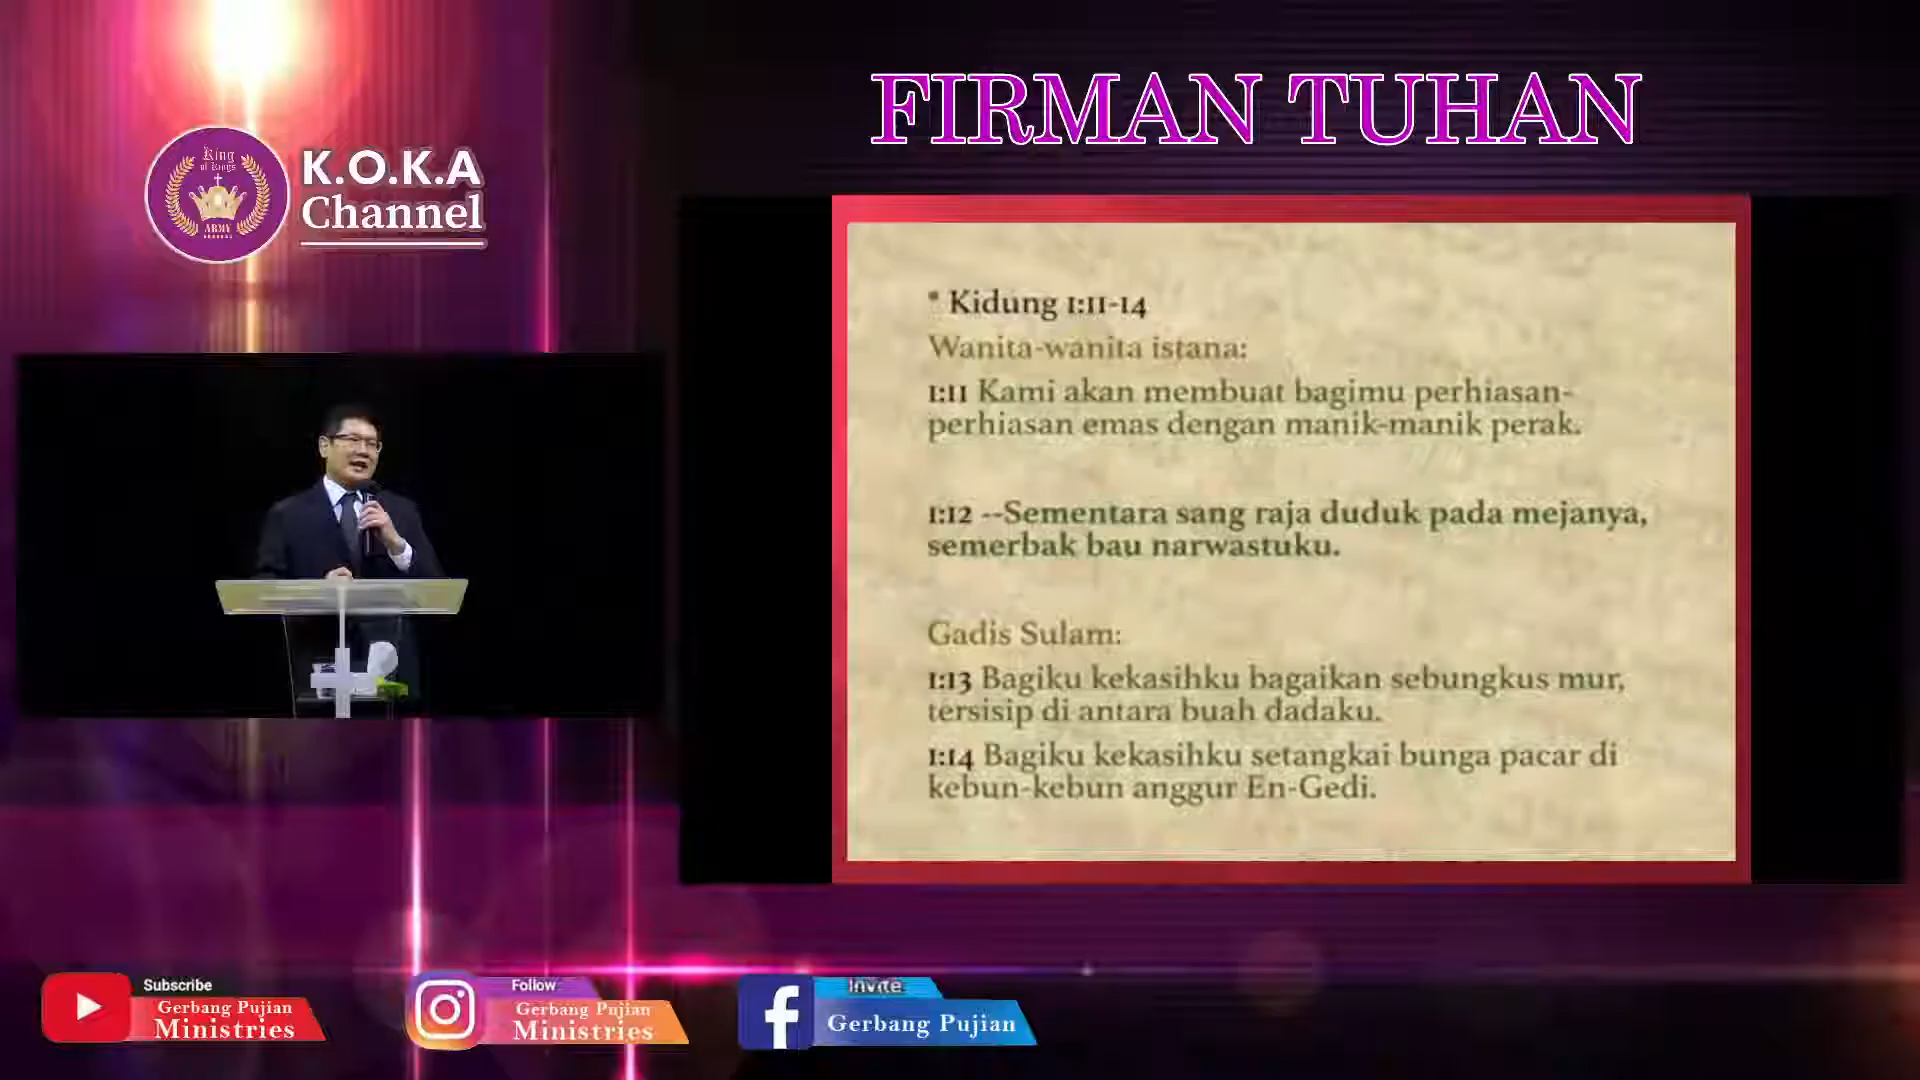 FIRMAN TUHAN
King
of Kings
ARMY
K.O.K.A
Channel
* Kidung 1:11-14
Wanita-wanita istana:
1:11 Kami akan membuat bagimu perhiasan-
perhiasan emas dengan manik-manik perak.
1:12 --Sementara sang raja duduk pada mejanya,
semerbak bau narwastuku.
Gadis Sulam:
1:13 Bagiku kekasihku bagaikan sebungkus mur,
tersisip di antara buah dadaku.
1:14 Bagiku kekasihku setangkai bunga pacar di
kebun-kebun anggur En-Gedi.
Subscribe
Gerbang Pujian
Ministries
Follow
Gerbang Pujian
Ministries
Invite
Gerbang Pujian